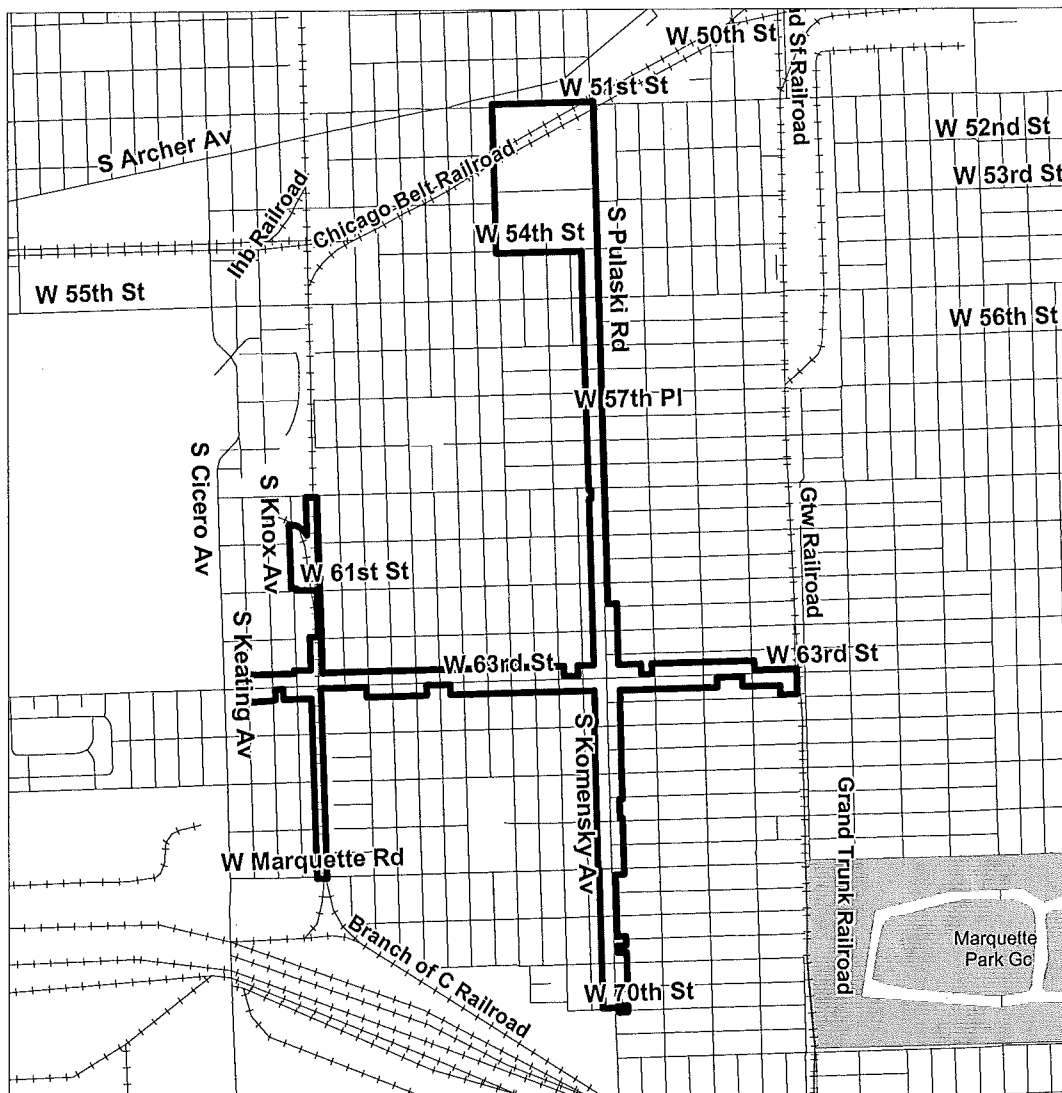 W 50th St
d Sf Railroad
W 51st St
S Archer Av
W 52nd St
Chicago Belt Railroad
W 53rd St
Ihb Railroad
S Pulaski Rd
W 54th St
W 55th St
W 56th St
W 57th Pl
S Cicero Av
S Knox Av
Gtw Railroad
W 61st St
S Keating Av
W 63rd St
W 63rd St
S Komensky Av
Grand Trunk Railroad
W Marquette Rd
Branch of C Railroad
Marquette
Park Gc
W 70th St